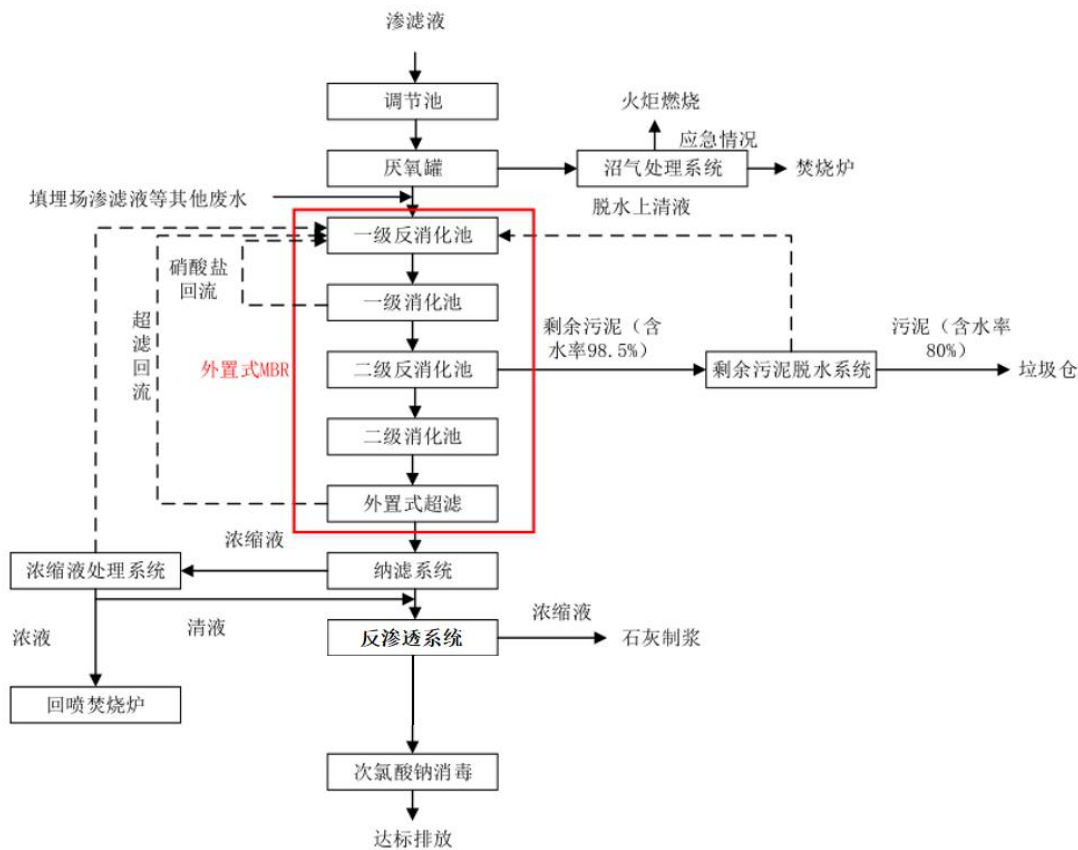 渗滤液
调节池
火炬燃烧
应急情况
厌氧罐
沼气处理系统
焚烧炉
填埋场渗滤液等其他废水
脱水上清液
一级反消化池
硝酸盐
回流
一级消化池
超滤回流
剩余污泥（含
水率98.5%）
污泥（含水率
80%）
外置式MBR
二级反消化池
剩余污泥脱水系统
垃圾仓
二级消化池
外置式超滤
浓缩液
浓缩液处理系统
纳滤系统
浓液
清液
反渗透系统
浓缩液
石灰制浆
回喷焚烧炉
次氯酸钠消毒
达标排放